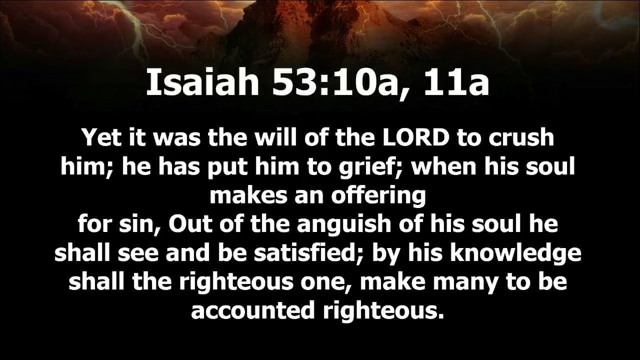 Isaiah 53:10a, 11a
Yet it was the will of the LORD to crush
him; he has put him to grief; when his soul
makes an offering
for sin, Out of the anguish of his soul he
shall see and be satisfied; by his knowledge
shall the righteous one, make many to be
accounted righteous.